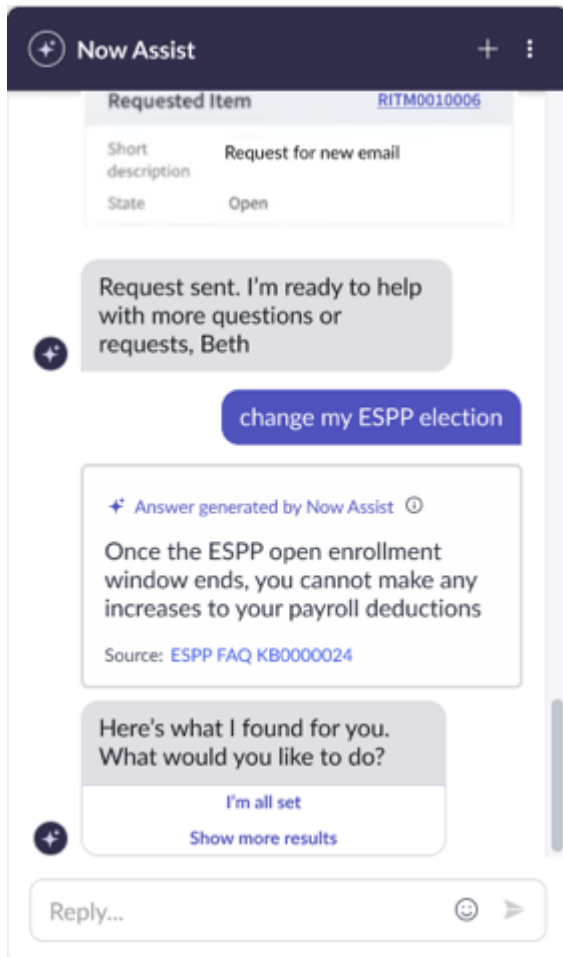 Now Assist
Requested Item RITM0010006
Short
description
Request for new email
State Open
Request sent. I'm ready to help
with more questions or
requests, Beth
change my ESPP election
Answer generated by Now Assist
Once the ESPP open enrollment
window ends, you cannot make any
increases to your payroll deductions
Source: ESPP FAQ KB0000024
Here's what I found for you.
What would you like to do?
I'm all set
Show more results
Reply...